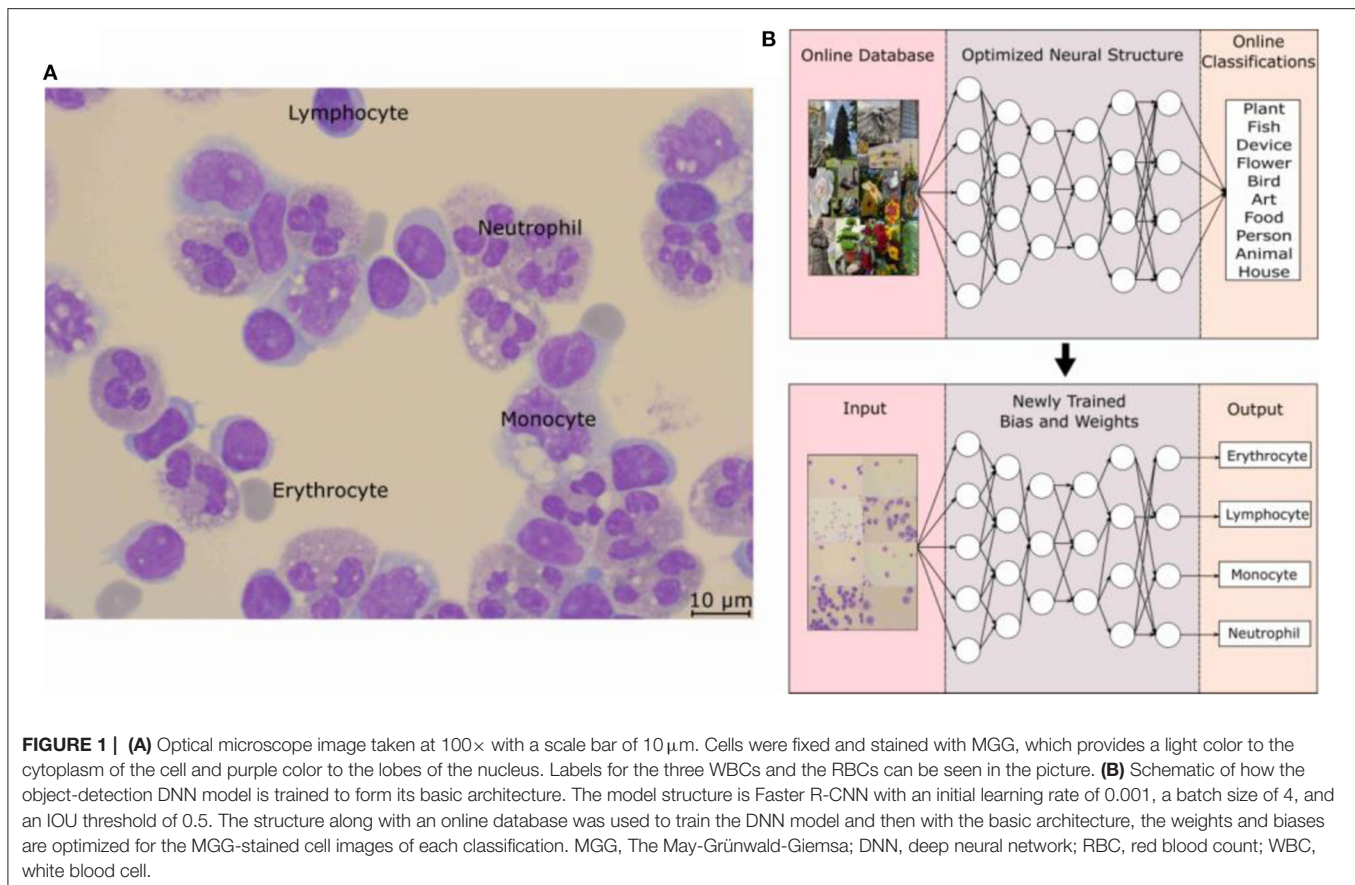 A
Lymphocyte
Neutrophil
Monocyte
Erythrocyte
10 µm
B
Online Database
Optimized Neural Structure
Online
Classifications
Plant
Fish
Device
Flower
Bird
Art
Food
Person
Animal
House
Input
Newly Trained
Bias and Weights
Output
Erythrocyte
Lymphocyte
Monocyte
Neutrophil
FIGURE 1 | (A) Optical microscope image taken at 100× with a scale bar of 10 µm. Cells were fixed and stained with MGG, which provides a light color to the
cytoplasm of the cell and purple color to the lobes of the nucleus. Labels for the three WBCs and the RBCs can be seen in the picture. (B) Schematic of how the
object-detection DNN model is trained to form its basic architecture. The model structure is Faster R-CNN with an initial learning rate of 0.001, a batch size of 4, and
an IOU threshold of 0.5. The structure along with an online database was used to train the DNN model and then with the basic architecture, the weights and biases
are optimized for the MGG-stained cell images of each classification. MGG, The May-Grünwald-Giemsa; DNN, deep neural network; RBC, red blood count; WBC,
white blood cell.